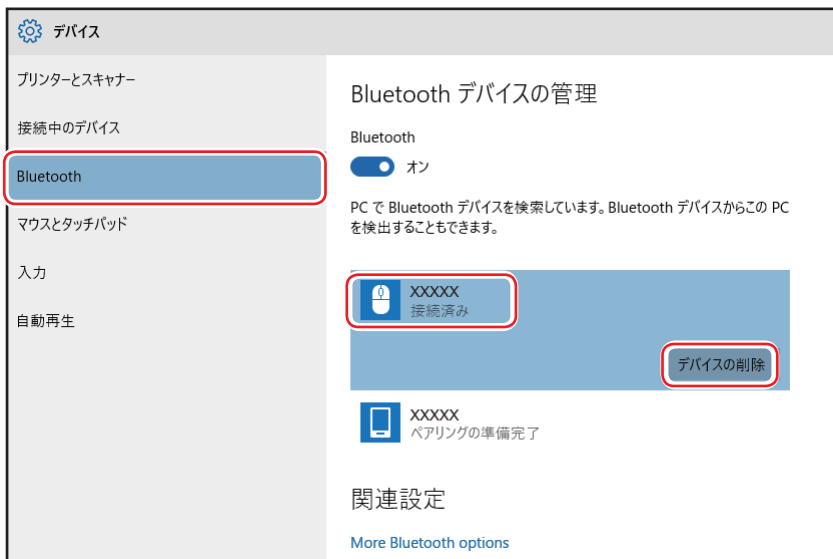 デバイス
プリンターとスキャナー
接続中のデバイス
Bluetooth
マウスとタッチパッド
入力
自動再生
Bluetooth デバイスの管理
Bluetooth
オン
PC で Bluetooth デバイスを検索しています。Bluetooth デバイスからこの PC
を検出することもできます。
XXXXX
接続済み
デバイスの削除
XXXXX
ペアリングの準備完了
関連設定
More Bluetooth options